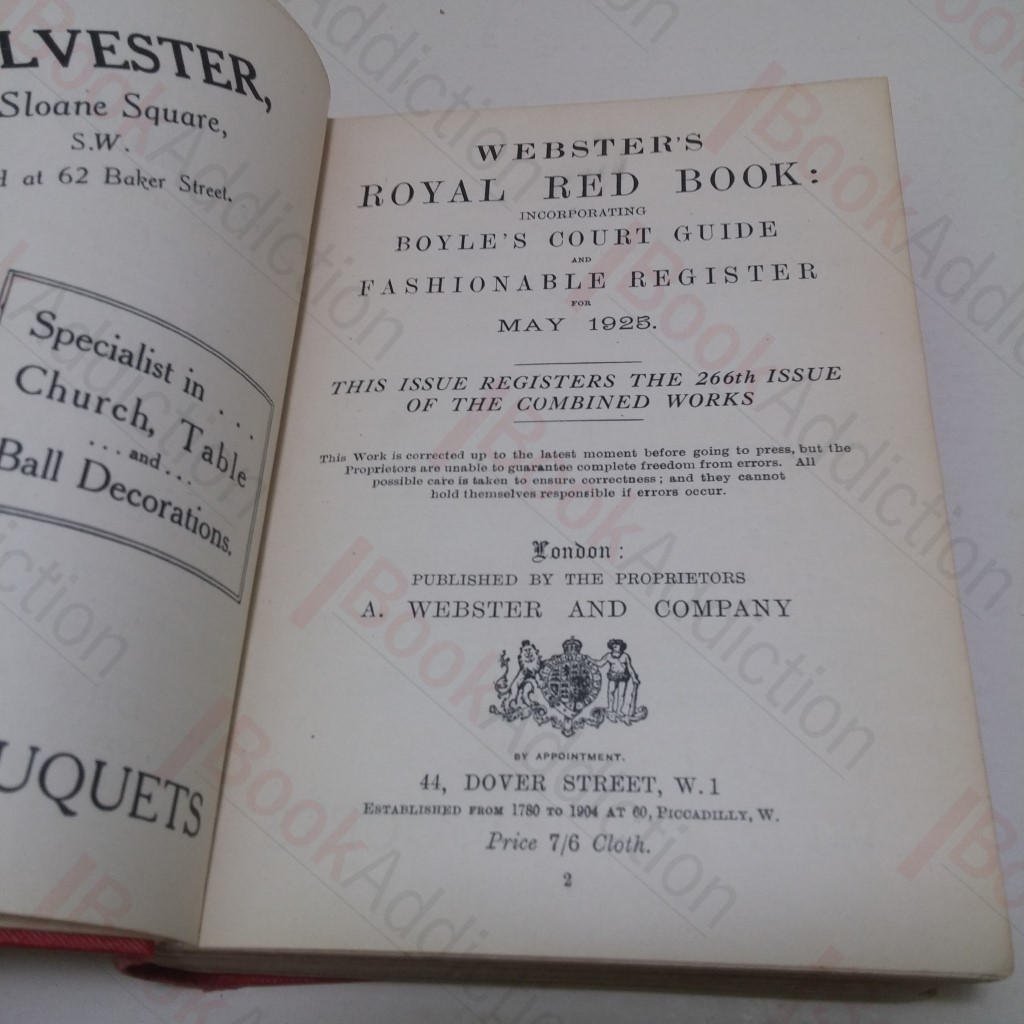 LVESTER,
Sloane Square,
S.W.
at 62 Baker Street.
Specialist in . . .
Church, Table
. . and . . .
Ball Decorations.
UQUETS
WEBSTER'S
ROYAL RED BOOK:
INCORPORATING
BOYLE'S COURT GUIDE
AND
FASHIONABLE REGISTER
FOR
MAY 1925.
THIS ISSUE REGISTERS THE 266th ISSUE
OF THE COMBINED WORKS
This Work is corrected up to the latest moment before going to press, but the
Proprietors are unable to guarantee complete freedom from errors. All
possible care is taken to ensure correctness; and they cannot
hold themselves responsible if errors occur.
London:
PUBLISHED BY THE PROPRIETORS
A. WEBSTER AND COMPANY
BY APPOINTMENT.
44, DOVER STREET, W.1
ESTABLISHED FROM 1780 TO 1904 AT 60, PICCADILLY, W.
Price 7/6 Cloth.
2
BookAddiction